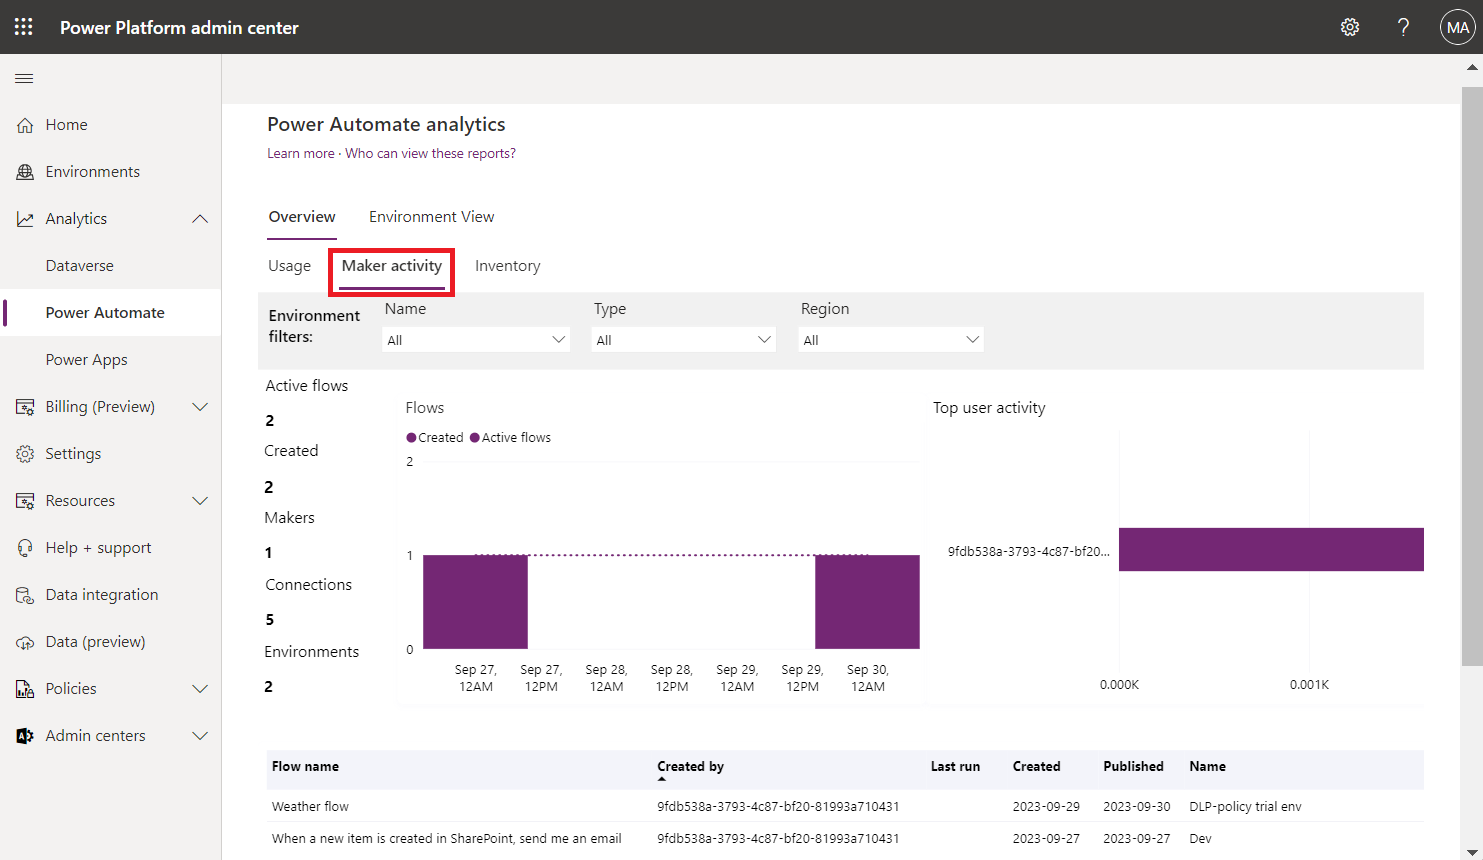 Power Platform admin center
?
MA
Home
Environments
Analytics
Dataverse
Power Automate
Power Apps
Billing (Preview)
Settings
Resources
Help + support
Data integration
Data (preview)
Policies
Admin centers
Power Automate analytics
Learn more · Who can view these reports?
Overview
Environment View
Usage
Maker activity
Inventory
Environment
filters:
Name
All
Type
All
Region
All
Active flows
2
Created
2
Makers
1
Connections
5
Environments
2
Flows
Created
Active flows
2
1
0
Sep 27,
12AM
Sep 27,
12PM
Sep 28,
12AM
Sep 28,
12PM
Sep 29,
12AM
Sep 29,
12PM
Sep 30,
12AM
Top user activity
9fdb538a-3793-4c87-bf20...
0.000K
0.001K
Flow name Created by Last run Created Published Name
Weather flow 9fdb538a-3793-4c87-bf20-81993a710431 2023-09-29 2023-09-30 DLP-policy trial env
When a new item is created in SharePoint, send me an email 9fdb538a-3793-4c87-bf20-81993a710431 2023-09-27 2023-09-27 Dev